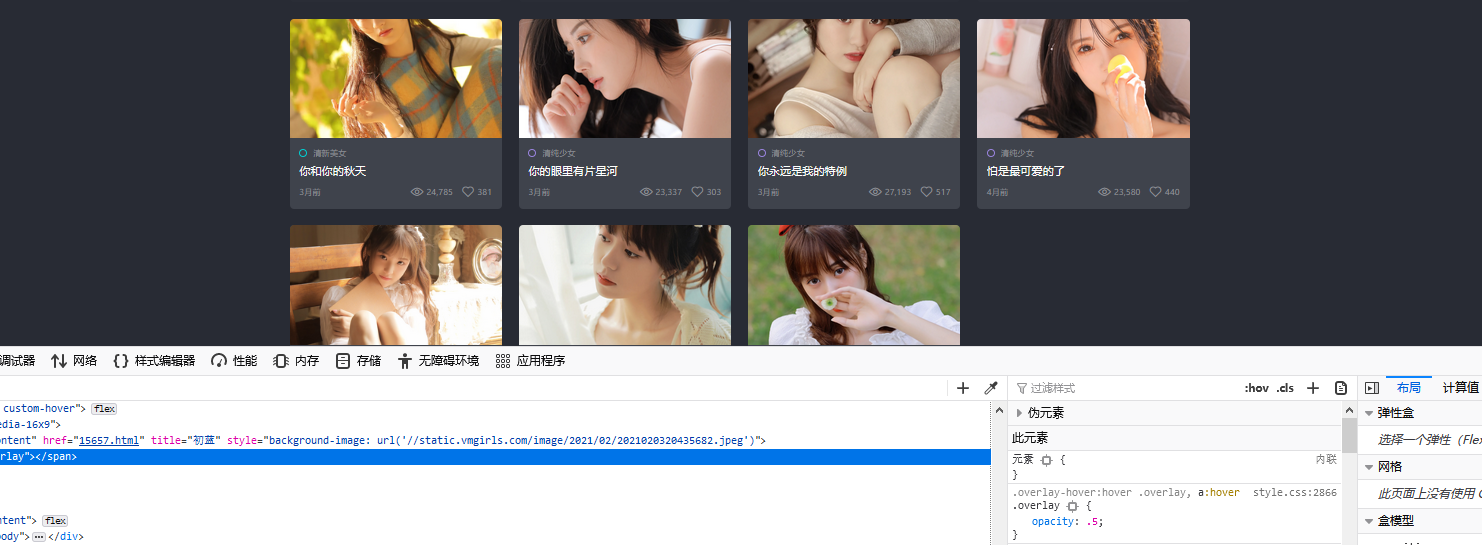 清新美女
你和你的秋天
3月前 24,785 381
清纯少女
你的眼里有片星河
3月前 23,337 303
清纯少女
你永远是我的特例
3月前 27,193 517
清纯少女
怕是最可爱的了
4月前 23,580 440
调试器 网络 {} 样式编辑器 性能 内存 存储 无障碍环境 应用程序
custom-hover"> flex
edia-16x9">
ontent" href="15657.html" title="初蓝" style="background-image: url('//static.vmgirls.com/image/2021/02/2021020320435682.jpeg')">
rlay"></span>
ntent"> flex
body">⋯</div>
过滤样式 :hov .cls +
伪元素
此元素
元素 { 内联
}
.overlay-hover:hover .overlay, a:hover style.css:2866
.overlay {
opacity: .5;
}
布局 计算值
弹性盒
选择一个弹性（Fle
网格
此页面上没有使用
盒模型